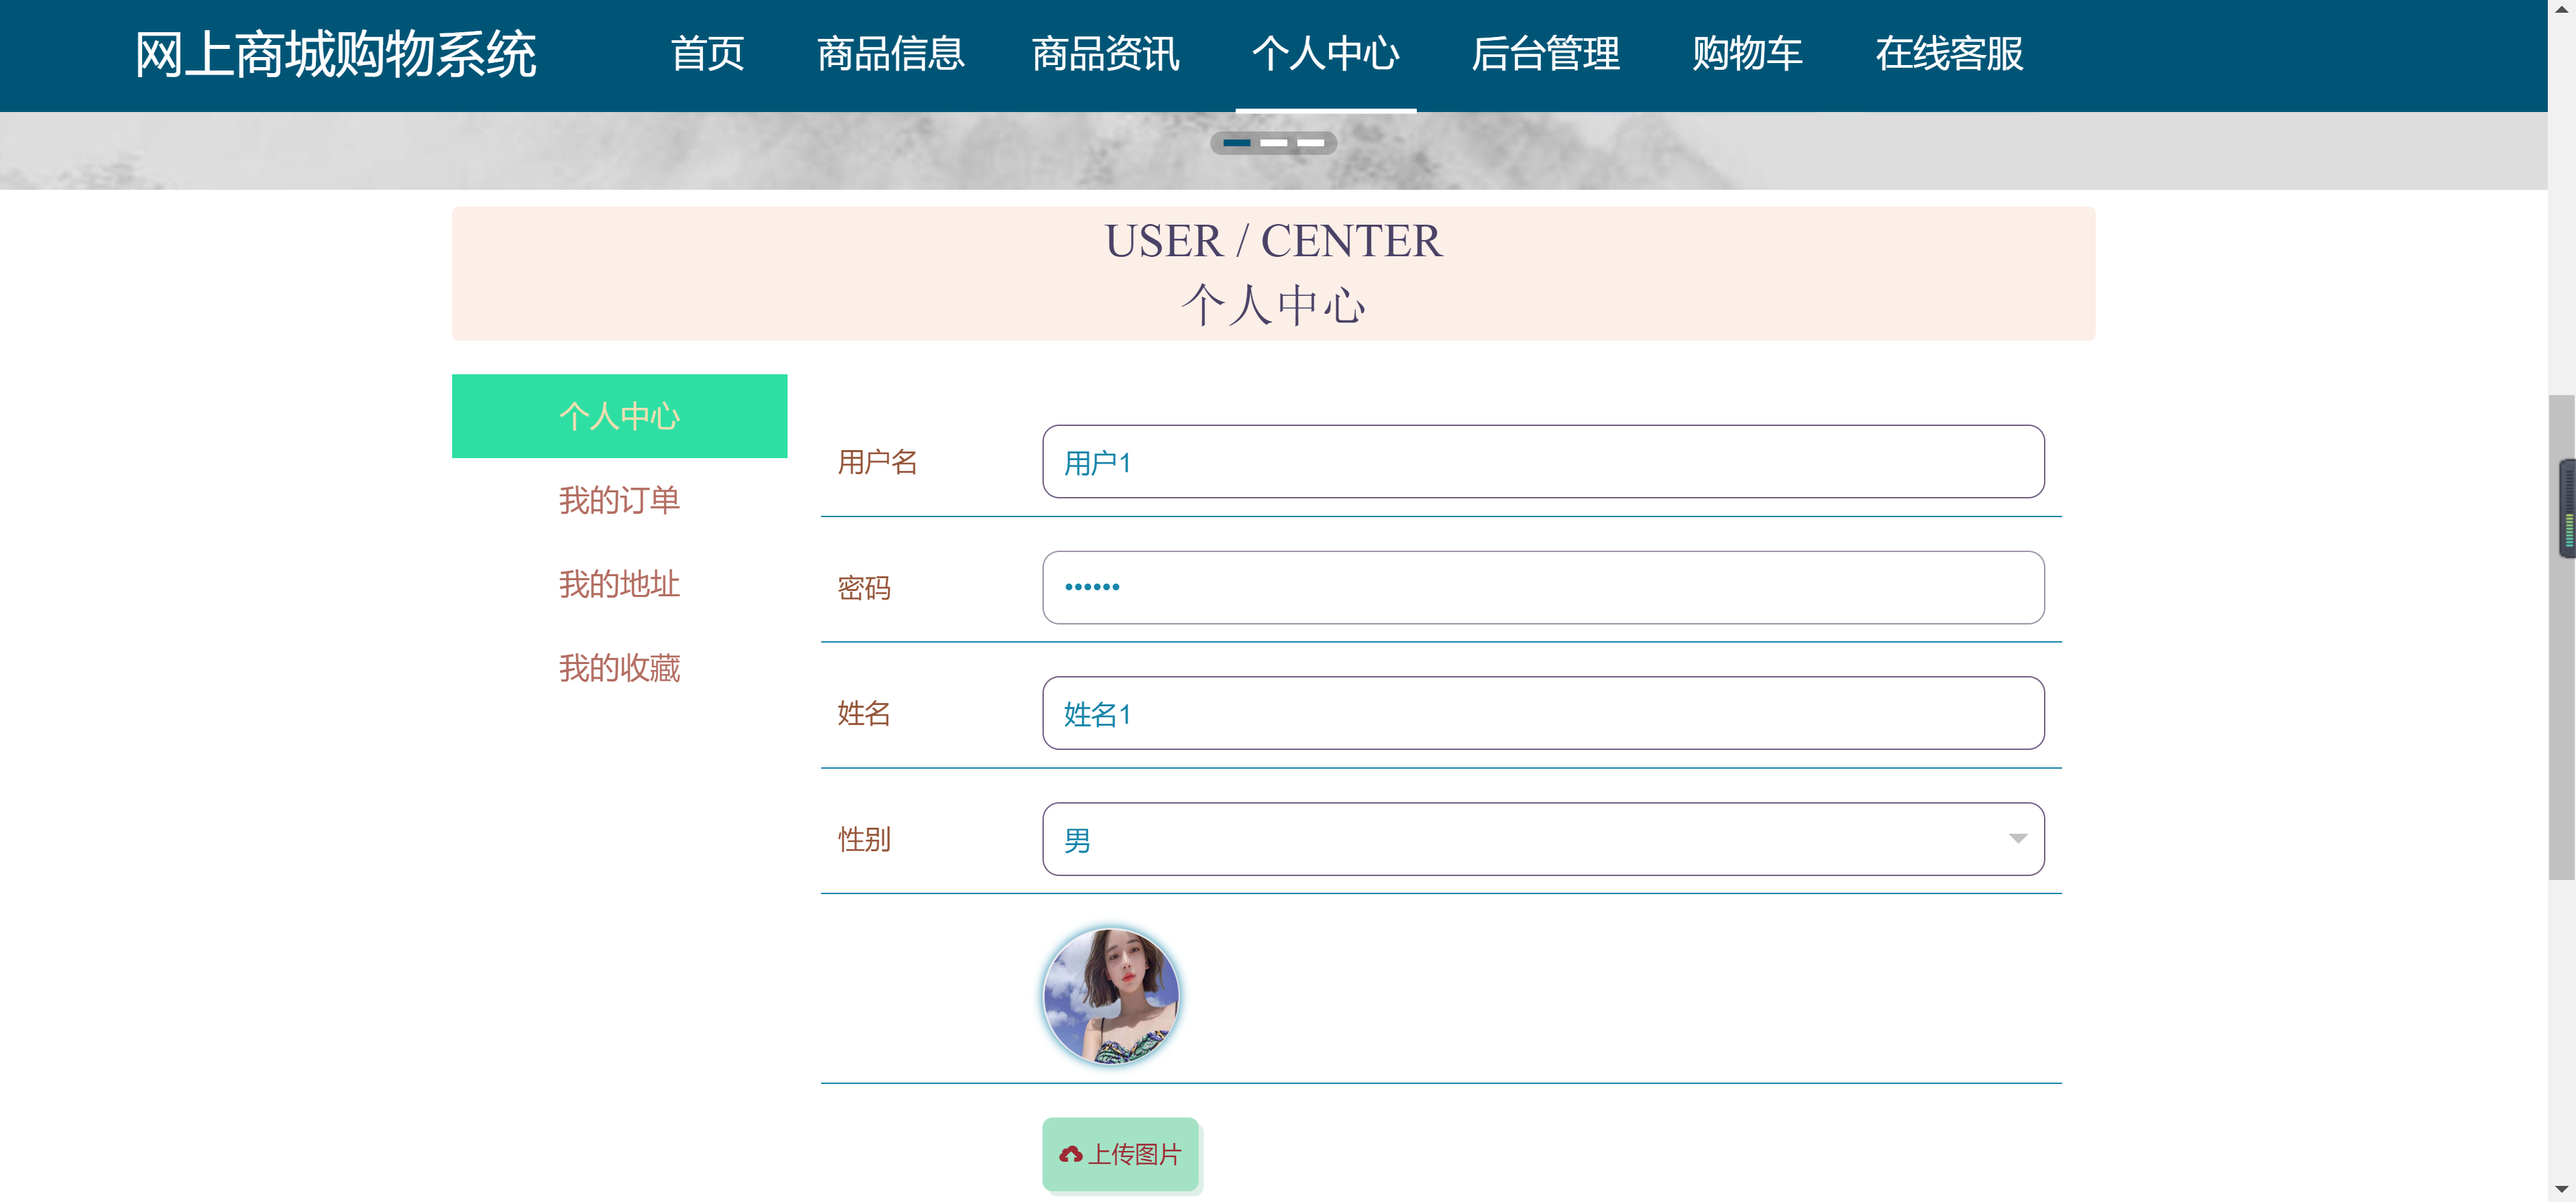 网上商城购物系统 首页 商品信息 商品资讯 个人中心 后台管理 购物车 在线客服
USER / CENTER
个人中心
个人中心
我的订单
我的地址
我的收藏
用户名 用户1
密码 ••••••
姓名 姓名1
性别 男
上传图片